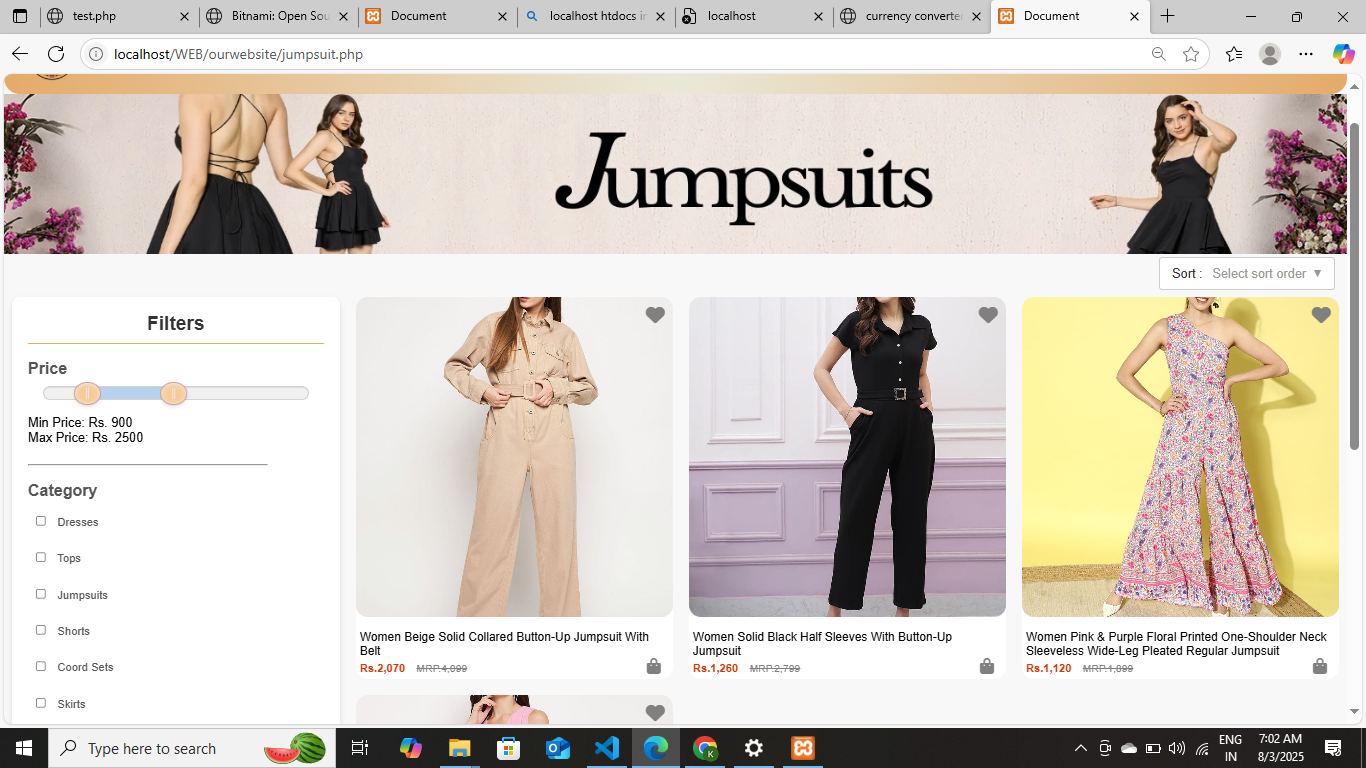 test.php
Bitnami: Open Sou
Document
localhost htdocs in
localhost
currency converter
Document
localhost/WEB/ourwebsite/jumpsuit.php
Jumpsuits
Sort : Select sort order ▼
Filters
Price
Min Price: Rs. 900
Max Price: Rs. 2500
Category
Dresses
Tops
Jumpsuits
Shorts
Coord Sets
Skirts
Women Beige Solid Collared Button-Up Jumpsuit With
Belt
Rs.2,070 MRP.4,099
Women Solid Black Half Sleeves With Button-Up
Jumpsuit
Rs.1,260 MRP.2,799
Women Pink & Purple Floral Printed One-Shoulder Neck
Sleeveless Wide-Leg Pleated Regular Jumpsuit
Rs.1,120 MRP.1,899
Type here to search
ENG
IN
7:02 AM
8/3/2025